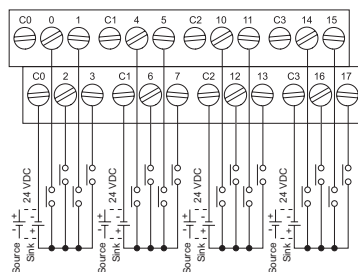 C0 0 1 C1 4 5 C2 10 11 C3 14 15
C0 2 3 C1 6 7 C2 12 13 C3 16 17
24 VDC 24 VDC 24 VDC 24 VDC
+ - + - + - + -
- + - + - + - +
Source Sink Source Sink Source Sink Source Sink